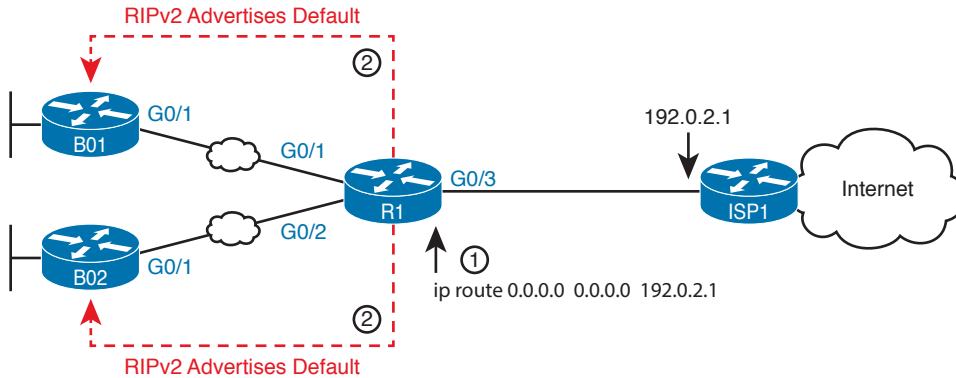 RIPv2 Advertises Default
2
G0/1
B01
G0/1
192.0.2.1
G0/3
R1
ISP1
Internet
G0/2
B02
G0/1
1
ip route 0.0.0.0 0.0.0.0 192.0.2.1
2
RIPv2 Advertises Default